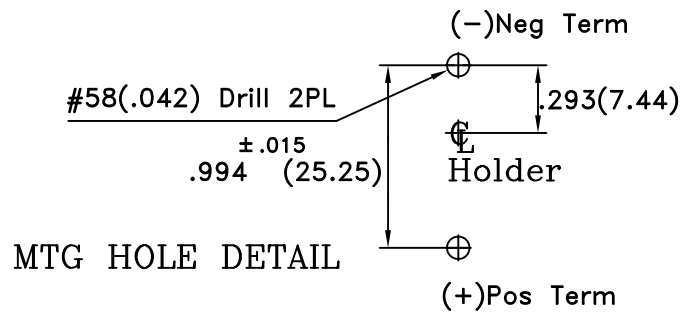 (-)Neg Term
#58(.042) Drill 2PL
.293(7.44)
±.015
.994 (25.25)
CL
Holder
MTG HOLE DETAIL
(+)Pos Term